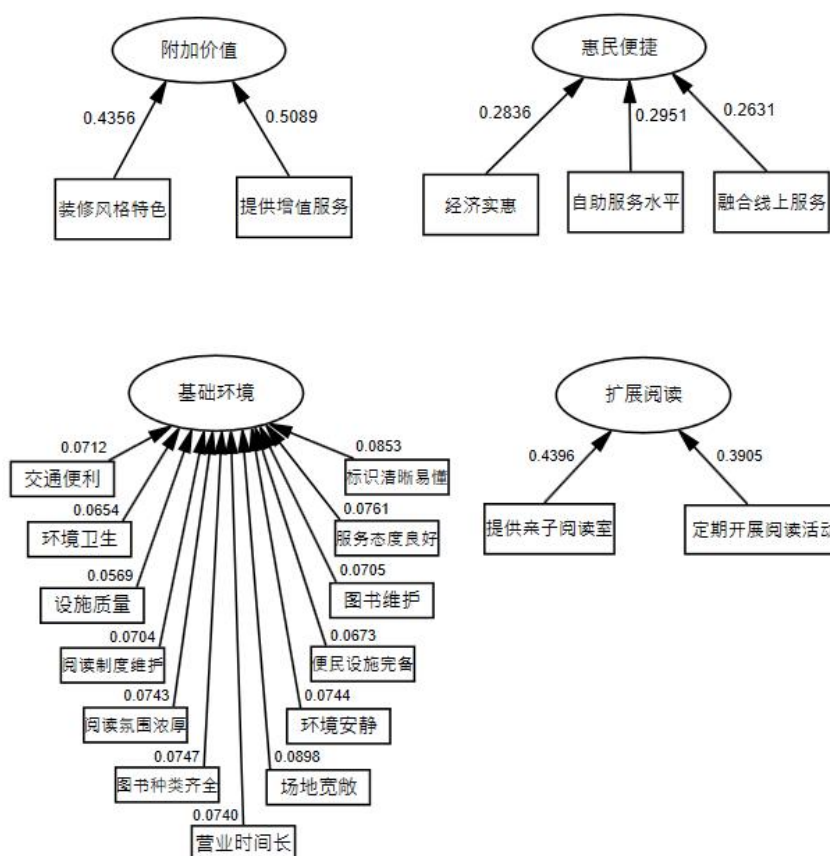 附加价值
惠民便捷
0.4356
0.5089
0.2836
0.2951
0.2631
装修风格特色
提供增值服务
经济实惠
自助服务水平
融合线上服务
基础环境
扩展阅读
0.0712
0.0853
0.4396
0.3905
交通便利
标识清晰易懂
0.0654
0.0761
提供亲子阅读室
定期开展阅读活动
环境卫生
服务态度良好
0.0569
0.0705
设施质量
图书维护
0.0704
0.0673
阅读制度维护
便民设施完备
0.0743
0.0744
阅读氛围浓厚
环境安静
0.0747
0.0898
图书种类齐全
场地宽敞
0.0740
营业时间长